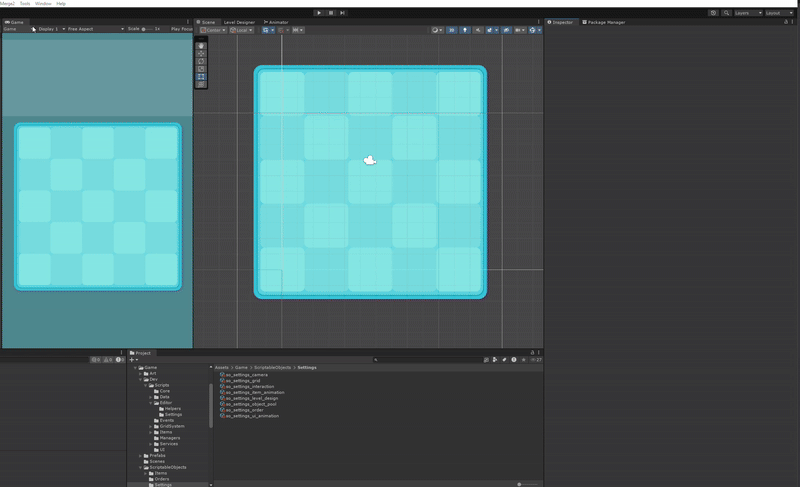 Merge2 Tools Window Help
Layers Layout
Game
Scene Level Designer Animator
Inspector Package Manager
Game Display 1 Free Aspect Scale 1x Play Focu
Center Local
2D
Project
Game
Art
Dev
Scripts
Core
Data
Editor
Helpers
Settings
Events
GridSystem
Items
Managers
Services
UI
Prefabs
Scenes
ScriptableObjects
Items
Orders
Settings
Assets > Game > ScriptableObjects > Settings
so_settings_camera
so_settings_grid
so_settings_interaction
so_settings_item_animation
so_settings_level_design
so_settings_object_pool
so_settings_order
so_settings_ui_animation